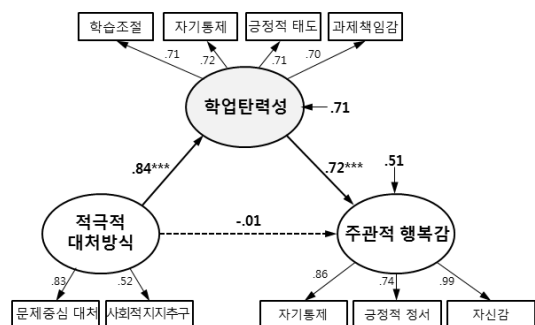 학습조절 자기통제 긍정적 태도 과제책임감
.71 .72 .71 .70
학업탄력성
.71
.84*** .72*** .51
적극적
대처방식
-.01
주관적 행복감
.83 .52 .86 .74 .99
문제중심 대처 사회적지지추구 자기통제 긍정적 정서 자신감